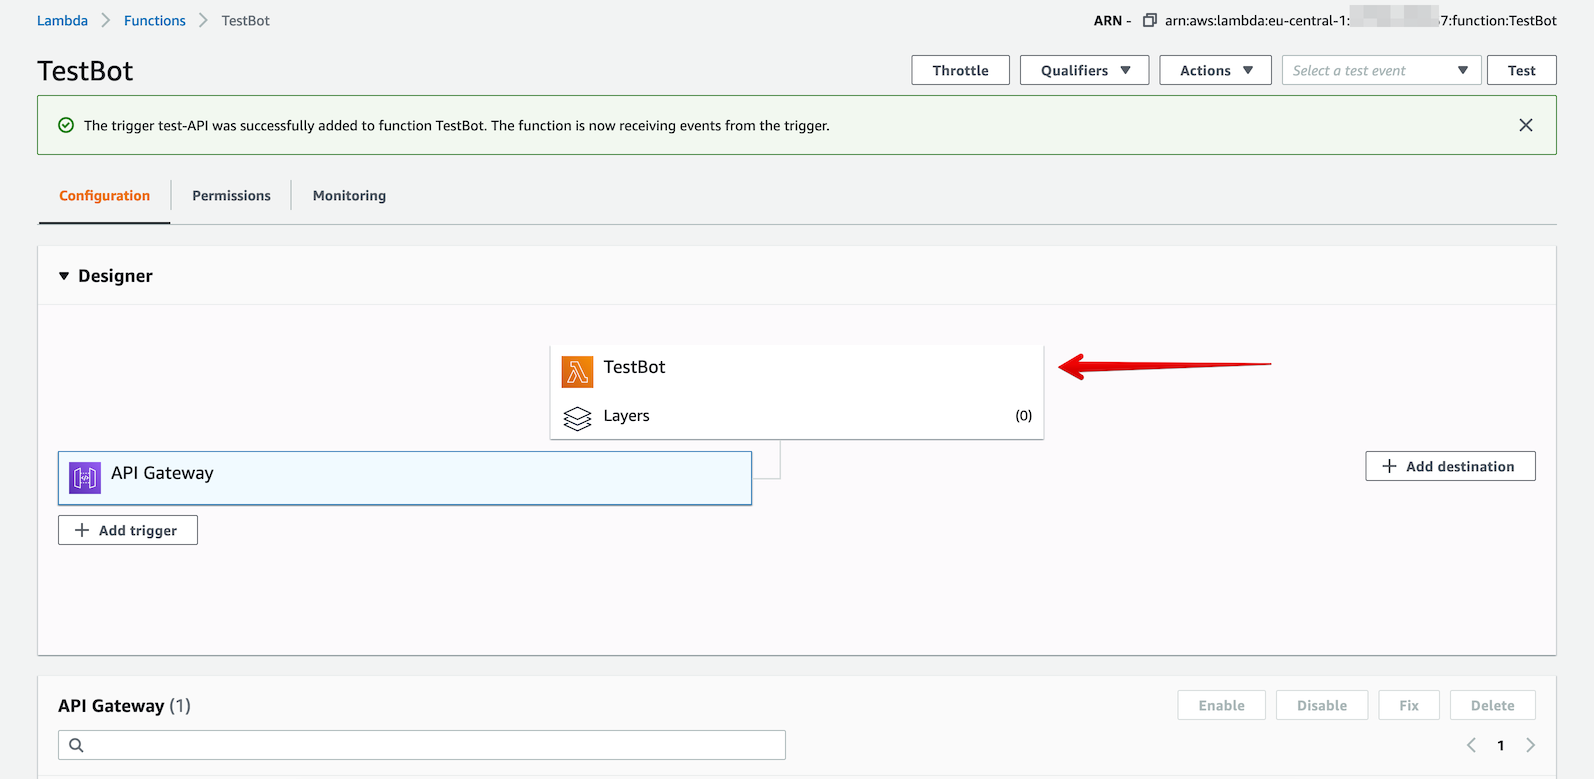 Lambda > Functions > TestBot
ARN - arn:aws:lambda:eu-central-1: 7:function:TestBot
TestBot
Throttle
Qualifiers
Actions
Select a test event
Test
The trigger test-API was successfully added to function TestBot. The function is now receiving events from the trigger.
Configuration
Permissions
Monitoring
Designer
TestBot
Layers (0)
API Gateway
Add destination
Add trigger
API Gateway (1)
Enable
Disable
Fix
Delete
1